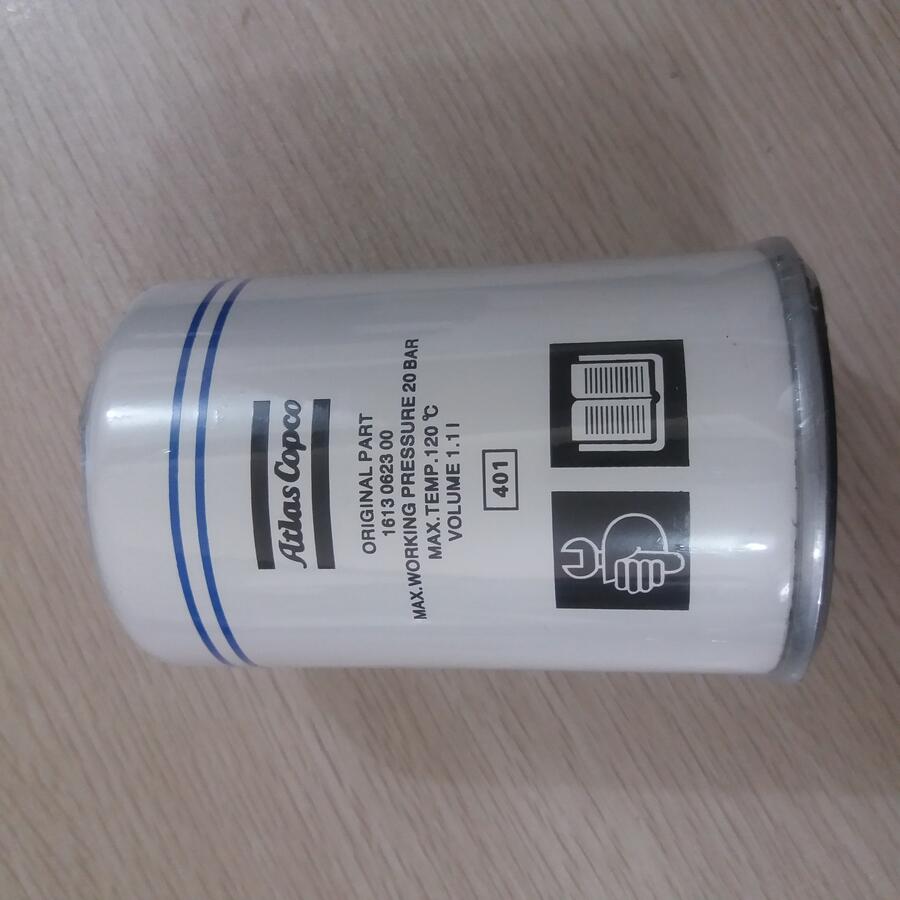 Atlas Copco
ORIGINAL PART
1613 0623 00
MAX.WORKING PRESSURE 20 BAR
MAX.TEMP.120 °C
VOLUME 1.1 l
401